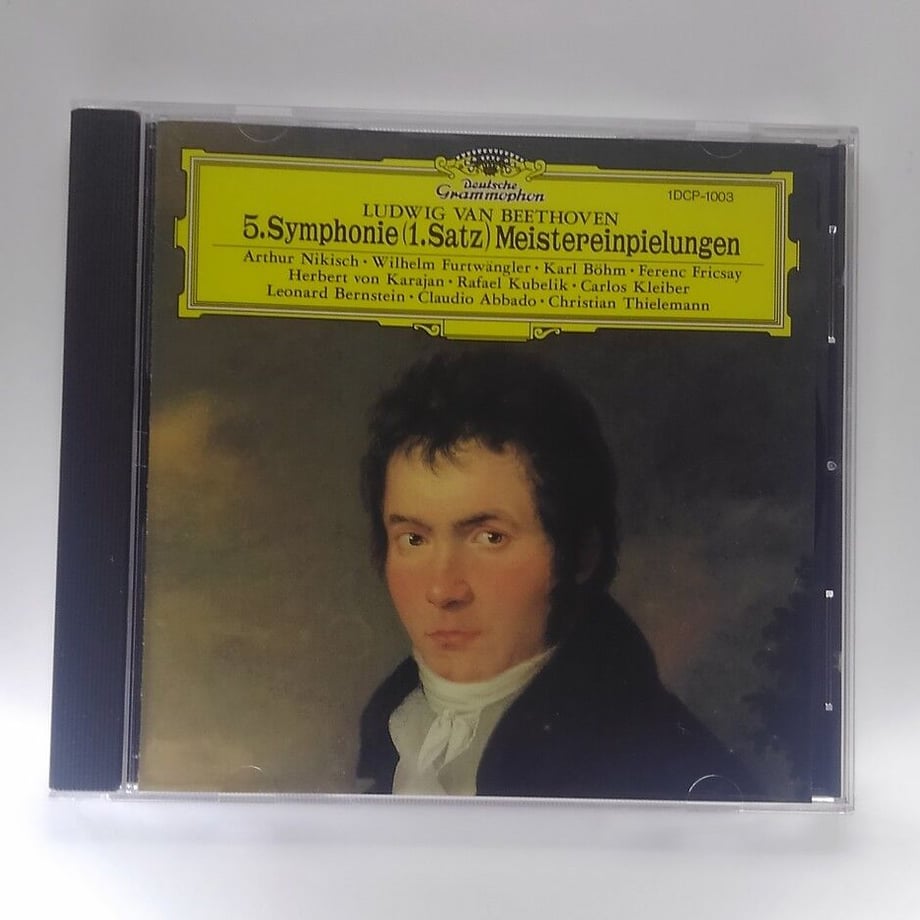 Deutsche
Grammophon
1DCP-1003
LUDWIG VAN BEETHOVEN
5.Symphonie(1.Satz)Meistereinpielungen
Arthur Nikisch·Wilhelm Furtwängler·Karl Böhm·Ferenc Fricsay
Herbert von Karajan·Rafael Kubelik·Carlos Kleiber
Leonard Bernstein·Claudio Abbado·Christian Thielemann